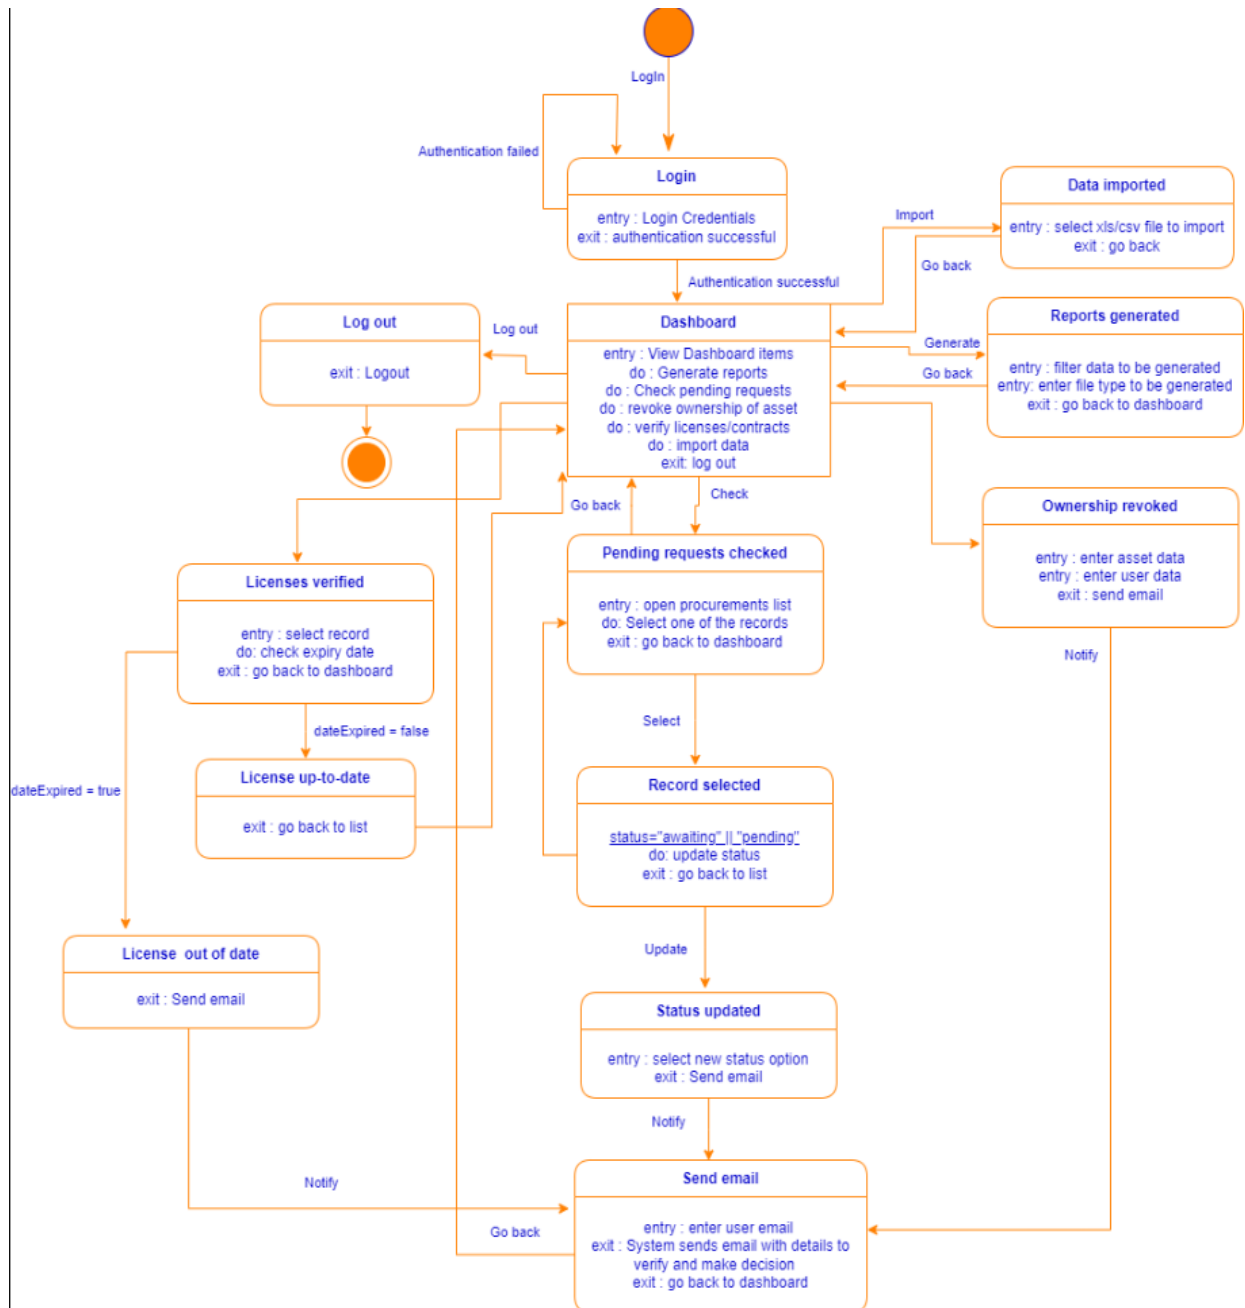 LogIn
Authentication failed
Login
entry : Login Credentials
exit : authentication successful
Authentication successful
Import
Data imported
entry : select xls/csv file to import
exit : go back
Go back
Log out
exit : Logout
Log out
Dashboard
entry : View Dashboard items
do : Generate reports
do : Check pending requests
do : revoke ownership of asset
do : verify licenses/contracts
do : import data
exit: log out
Generate
Go back
Reports generated
entry : filter data to be generated
entry: enter file type to be generated
exit : go back to dashboard
Go back
Check
Ownership revoked
entry : enter asset data
entry : enter user data
exit : send email
Notify
Licenses verified
entry : select record
do: check expiry date
exit : go back to dashboard
Pending requests checked
entry : open procurements list
do: Select one of the records
exit : go back to dashboard
Select
dateExpired = false
dateExpired = true
License up-to-date
exit : go back to list
Record selected
status="awaiting" || "pending"
do: update status
exit : go back to list
Update
License  out of date
exit : Send email
Status updated
entry : select new status option
exit : Send email
Notify
Notify
Go back
Send email
entry : enter user email
exit : System sends email with details to
verify and make decision
exit : go back to dashboard